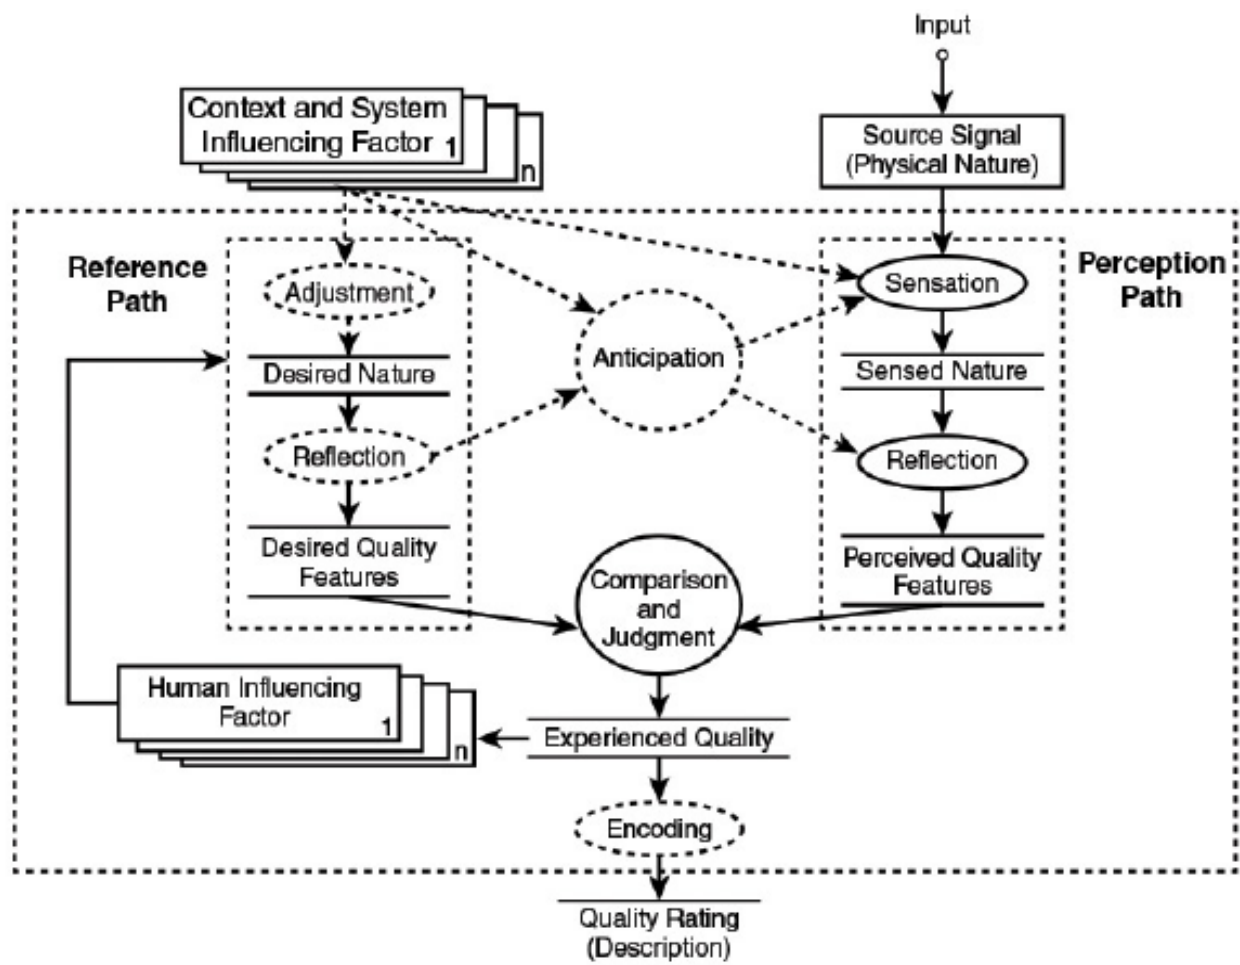 Input
Context and System
Influencing Factor 1
n
Source Signal
(Physical Nature)
Reference
Path
Perception
Path
Adjustment
Sensation
Anticipation
Desired Nature
Sensed Nature
Reflection
Reflection
Desired Quality
Features
Comparison
and
Judgment
Perceived Quality
Features
Human Influencing
Factor 1
n
Experienced Quality
Encoding
Quality Rating
(Description)